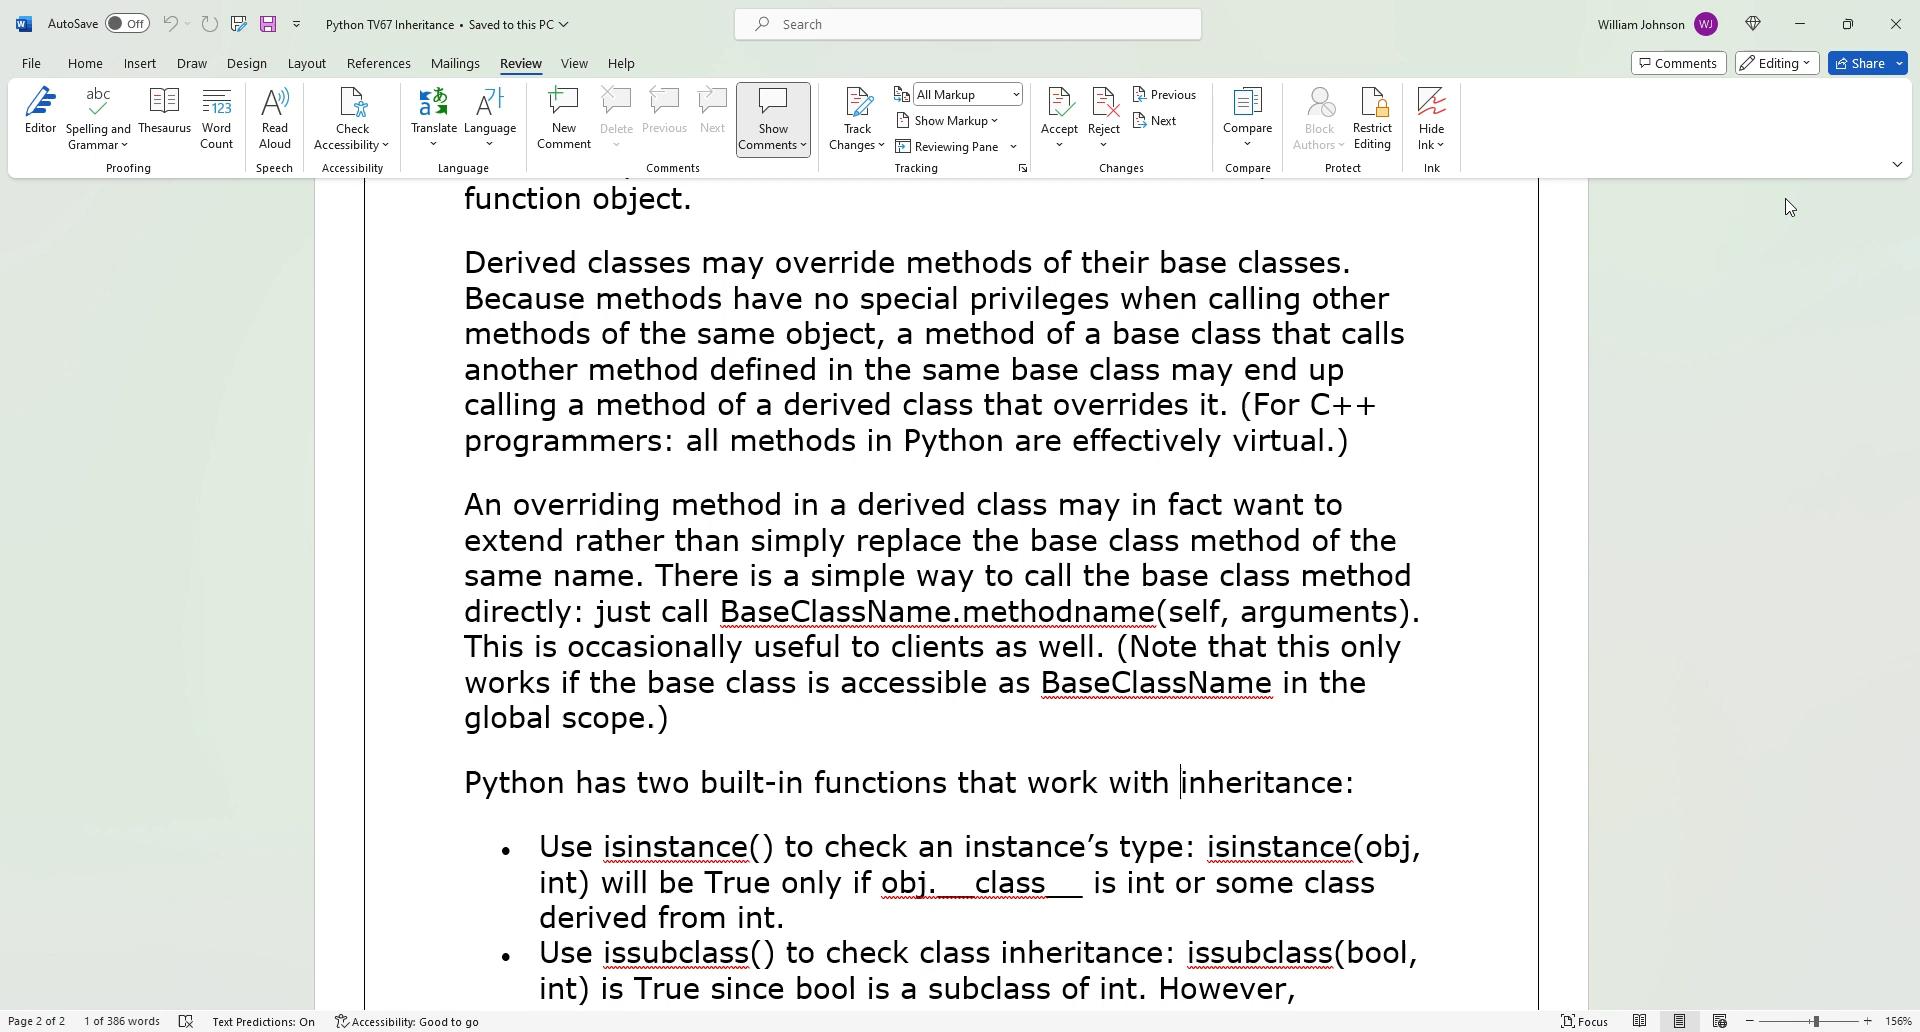 AutoSave Off Python TV67 Inheritance • Saved to this PC Search William Johnson WJ
File Home Insert Draw Design Layout References Mailings Review View Help Comments Editing Share
Editor
Spelling and Grammar
Thesaurus
Word Count
Proofing
Read Aloud
Speech
Check Accessibility
Accessibility
Translate
Language
Language
New Comment
Delete
Previous
Next
Show Comments
Comments
Track Changes
All Markup
Show Markup
Reviewing Pane
Tracking
Accept
Reject
Previous
Next
Changes
Compare
Compare
Block Authors
Restrict Editing
Protect
Hide Ink
Ink
function object.
Derived classes may override methods of their base classes.
Because methods have no special privileges when calling other
methods of the same object, a method of a base class that calls
another method defined in the same base class may end up
calling a method of a derived class that overrides it. (For C++
programmers: all methods in Python are effectively virtual.)
An overriding method in a derived class may in fact want to
extend rather than simply replace the base class method of the
same name. There is a simple way to call the base class method
directly: just call BaseClassName.methodname(self, arguments).
This is occasionally useful to clients as well. (Note that this only
works if the base class is accessible as BaseClassName in the
global scope.)
Python has two built-in functions that work with inheritance:
• Use isinstance() to check an instance’s type: isinstance(obj,
int) will be True only if obj.__class__ is int or some class
derived from int.
• Use issubclass() to check class inheritance: issubclass(bool,
int) is True since bool is a subclass of int. However,
Page 2 of 2 1 of 386 words Text Predictions: On Accessibility: Good to go Focus 156%